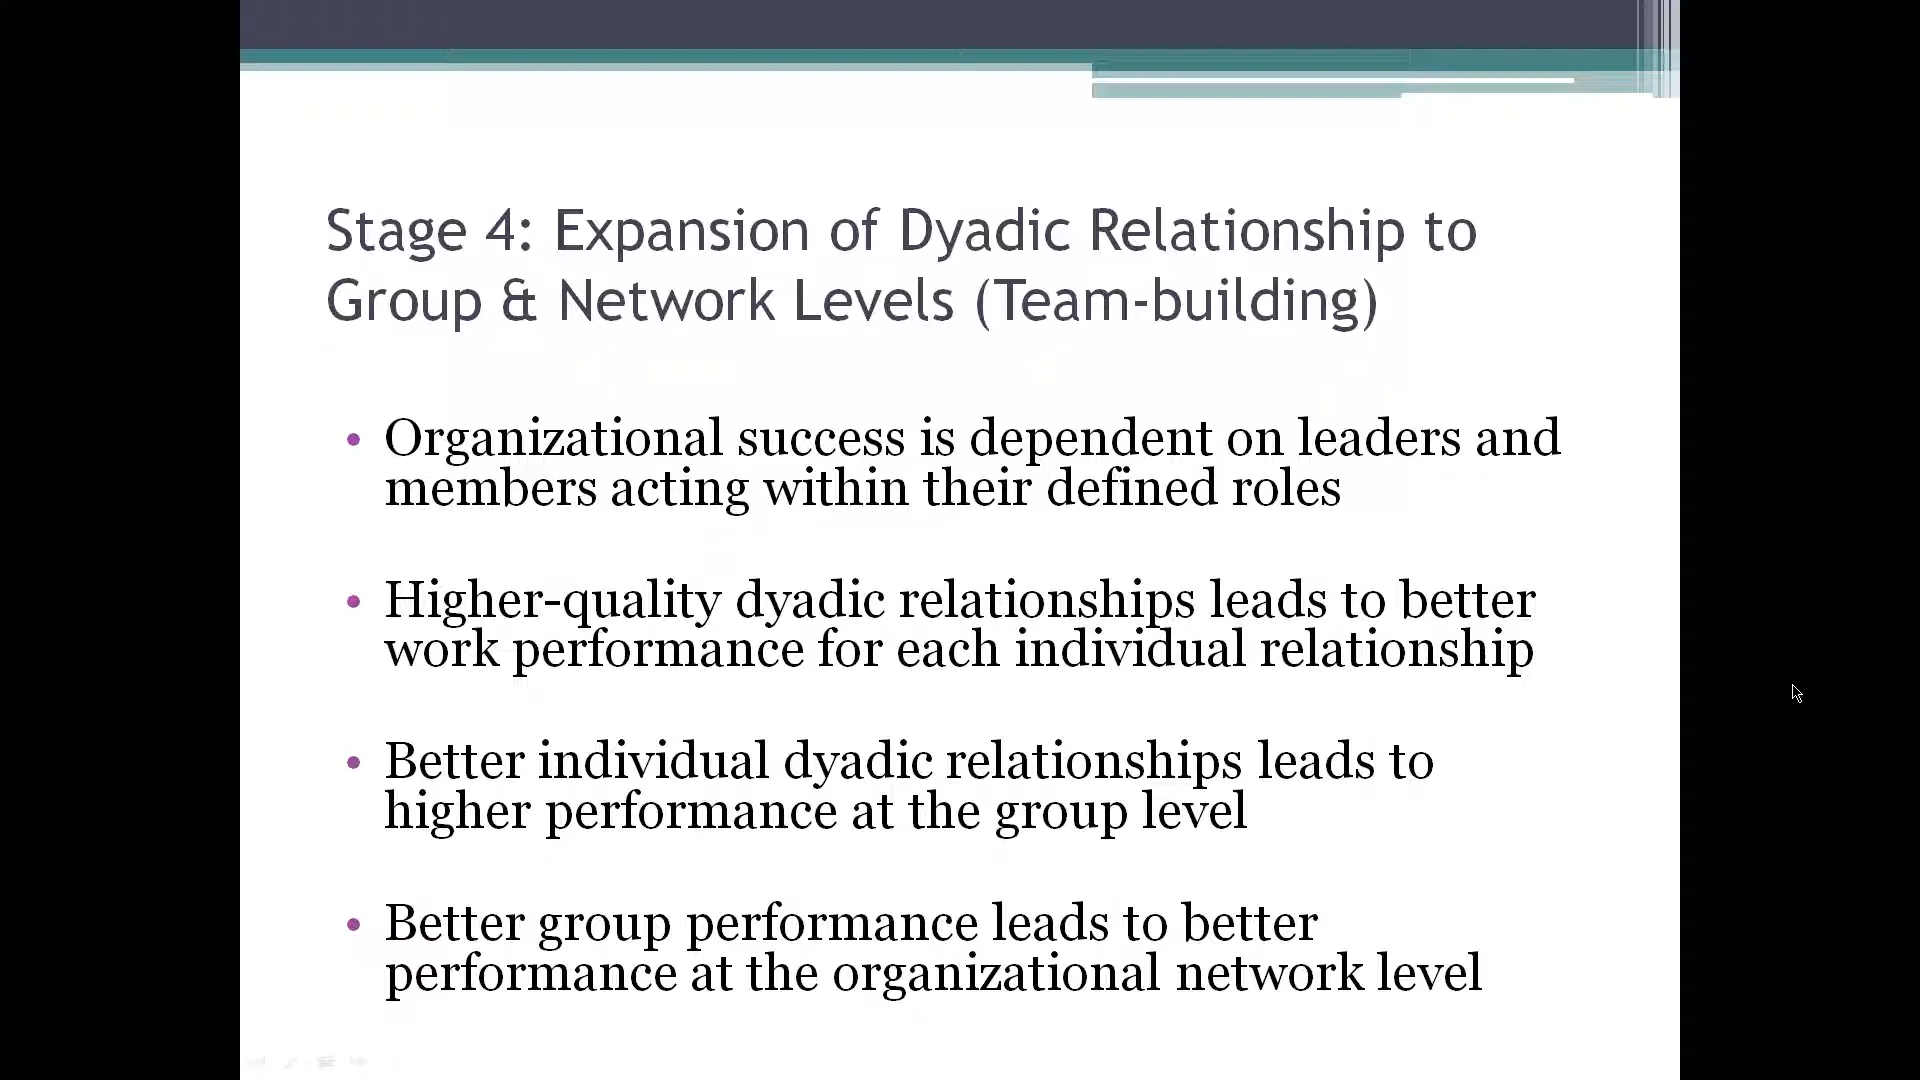 Stage 4: Expansion of Dyadic Relationship to
Group & Network Levels (Team-building)
• Organizational success is dependent on leaders and
members acting within their defined roles
• Higher-quality dyadic relationships leads to better
work performance for each individual relationship
• Better individual dyadic relationships leads to
higher performance at the group level
• Better group performance leads to better
performance at the organizational network level